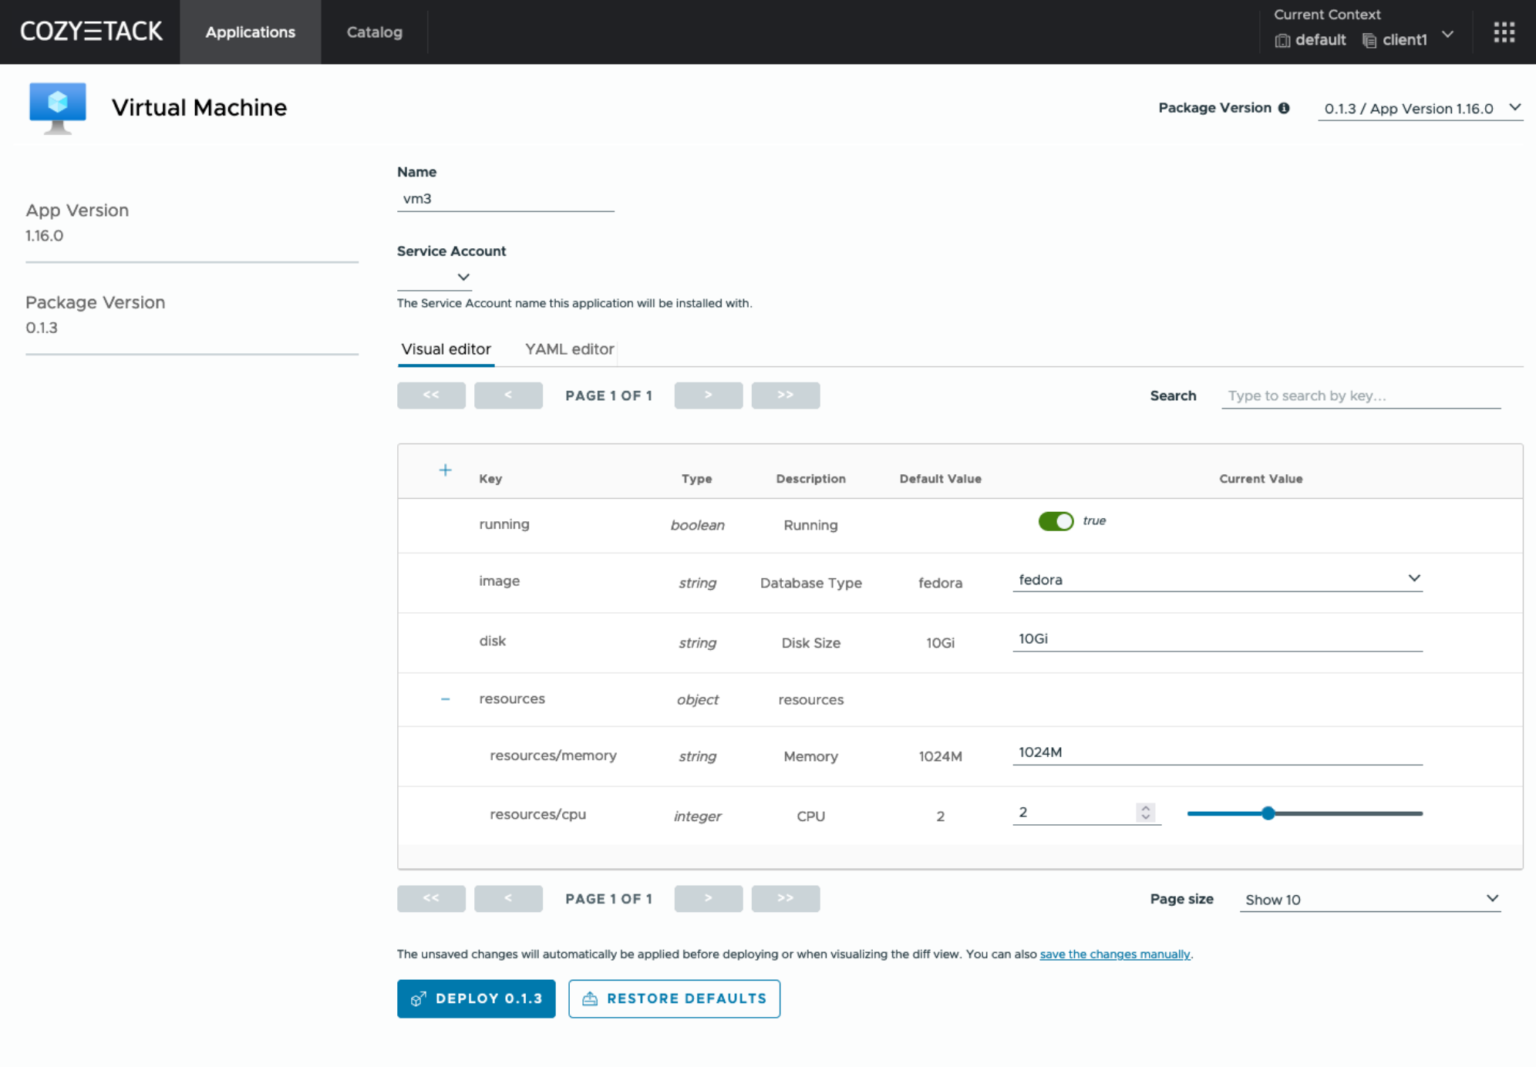 COZYSTACK
Applications
Catalog
Current Context
default client1
Virtual Machine
Package Version
0.1.3 / App Version 1.16.0
App Version
1.16.0
Package Version
0.1.3
Name
vm3
Service Account
The Service Account name this application will be installed with.
Visual editor YAML editor
<< < PAGE 1 OF 1 > >>
Search Type to search by key...
+ Key Type Description Default Value Current Value
running boolean Running true
image string Database Type fedora fedora
disk string Disk Size 10Gi 10Gi
– resources object resources
resources/memory string Memory 1024M 1024M
resources/cpu integer CPU 2 2
<< < PAGE 1 OF 1 > >>
Page size Show 10
The unsaved changes will automatically be applied before deploying or when visualizing the diff view. You can also save the changes manually.
DEPLOY 0.1.3
RESTORE DEFAULTS